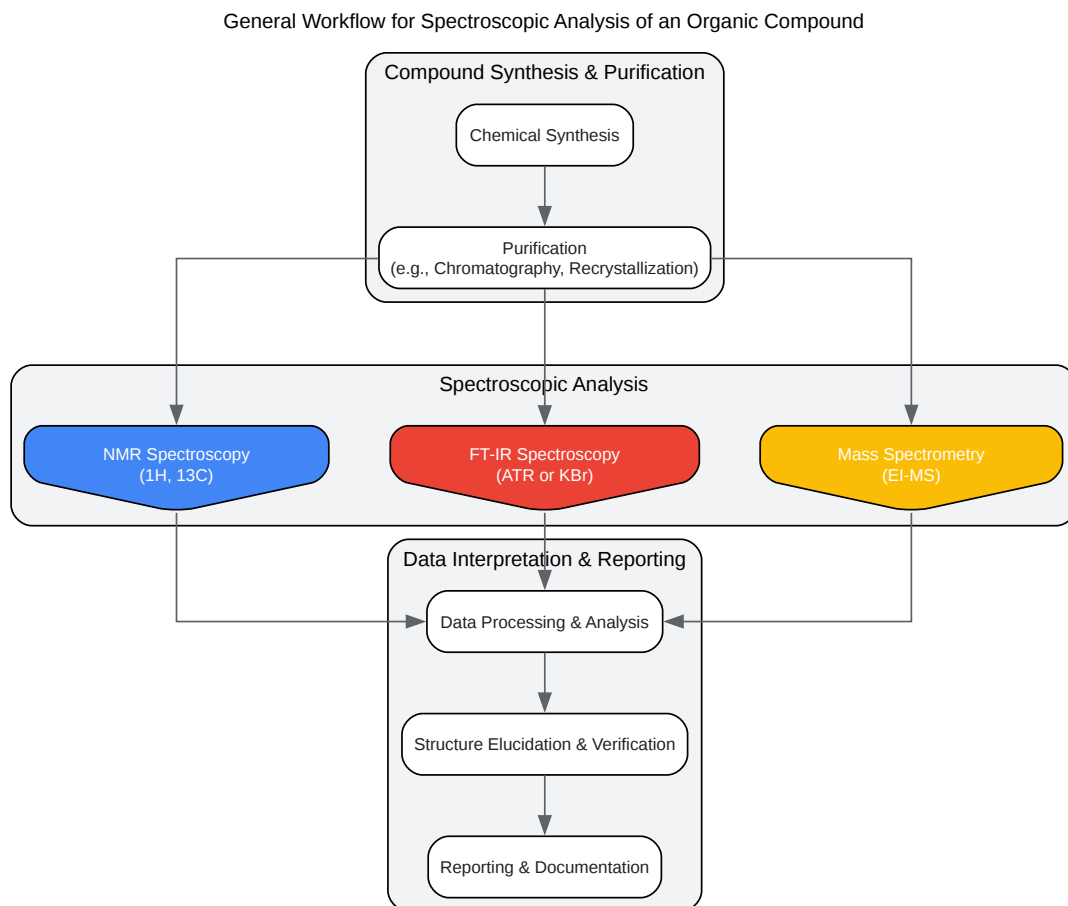 General Workflow for Spectroscopic Analysis of an Organic Compound
Compound Synthesis & Purification
Chemical Synthesis
Purification
(e.g., Chromatography, Recrystallization)
Spectroscopic Analysis
NMR Spectroscopy
(1H, 13C)
FT-IR Spectroscopy
(ATR or KBr)
Mass Spectrometry
(EI-MS)
Data Interpretation & Reporting
Data Processing & Analysis
Structure Elucidation & Verification
Reporting & Documentation